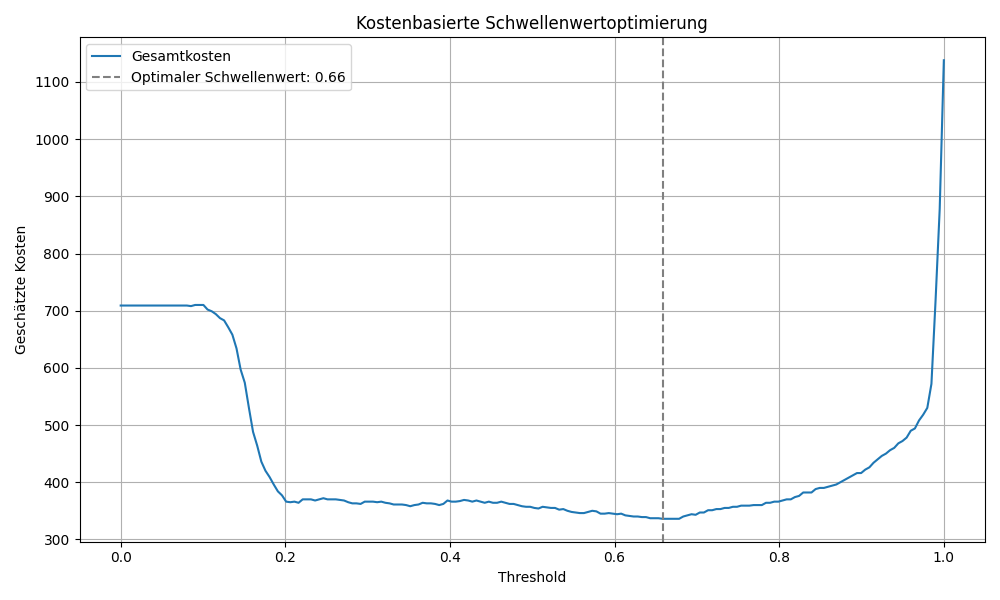 Kostenbasierte Schwellenwertoptimierung
Gesamtkosten
Optimaler Schwellenwert: 0.66
1100
1000
900
800
700
600
500
400
300
Geschätzte Kosten
0.0 0.2 0.4 0.6 0.8 1.0
Threshold